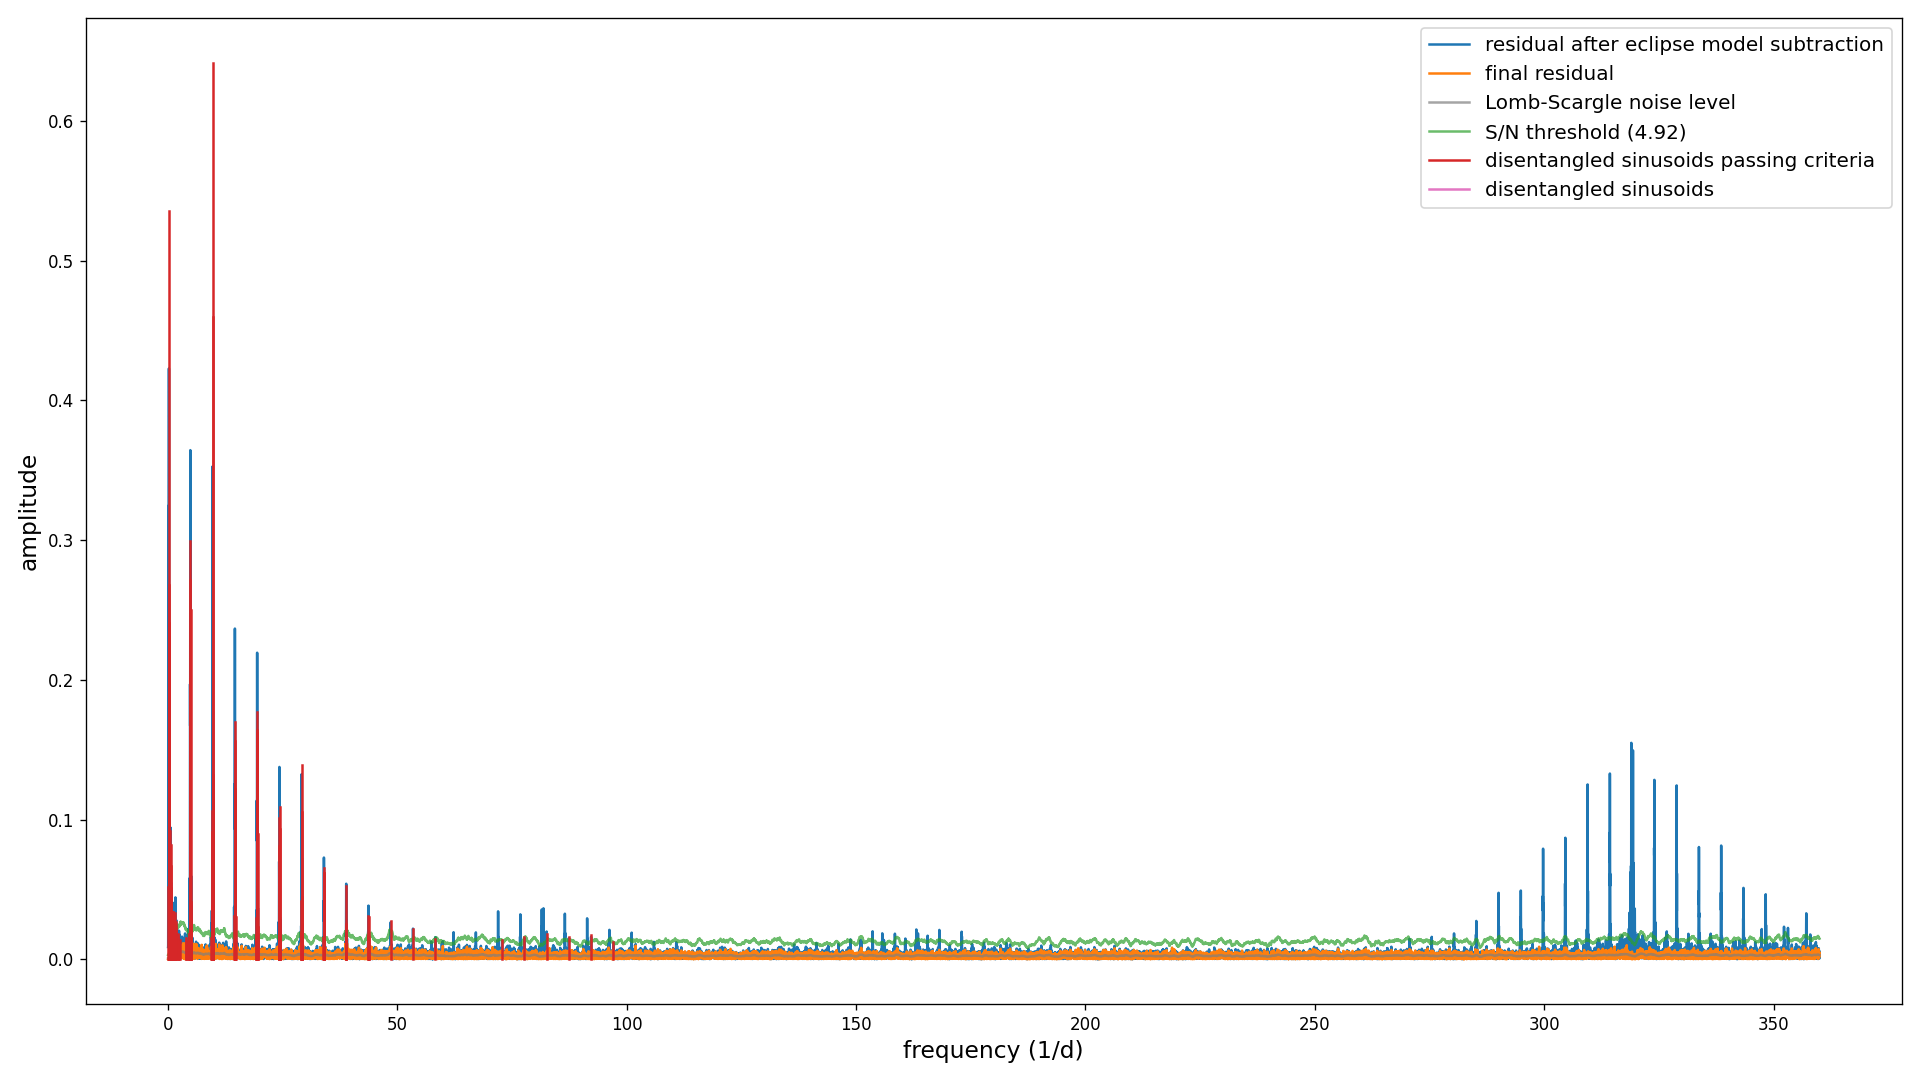 residual after eclipse model subtraction
final residual
Lomb-Scargle noise level
S/N threshold (4.92)
disentangled sinusoids passing criteria
disentangled sinusoids
0.6
0.5
0.4
0.3
0.2
0.1
0.0
amplitude
0 50 100 150 200 250 300 350
frequency (1/d)